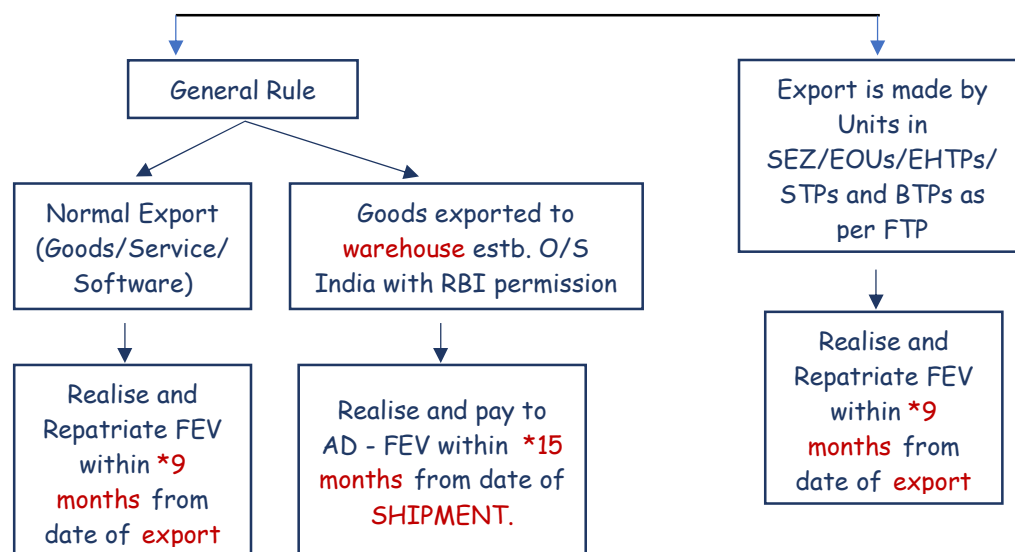 General Rule
Normal Export
(Goods/Service/
Software)
Realise and
Repatriate FEV
within *9
months from
date of export
Goods exported to
warehouse estb. O/S
India with RBI permission
Realise and pay to
AD - FEV within *15
months from date of
SHIPMENT.
Export is made by
Units in
SEZ/EOUs/EHTPs/
STPs and BTPs as
per FTP
Realise and
Repatriate FEV
within *9
months from
date of export